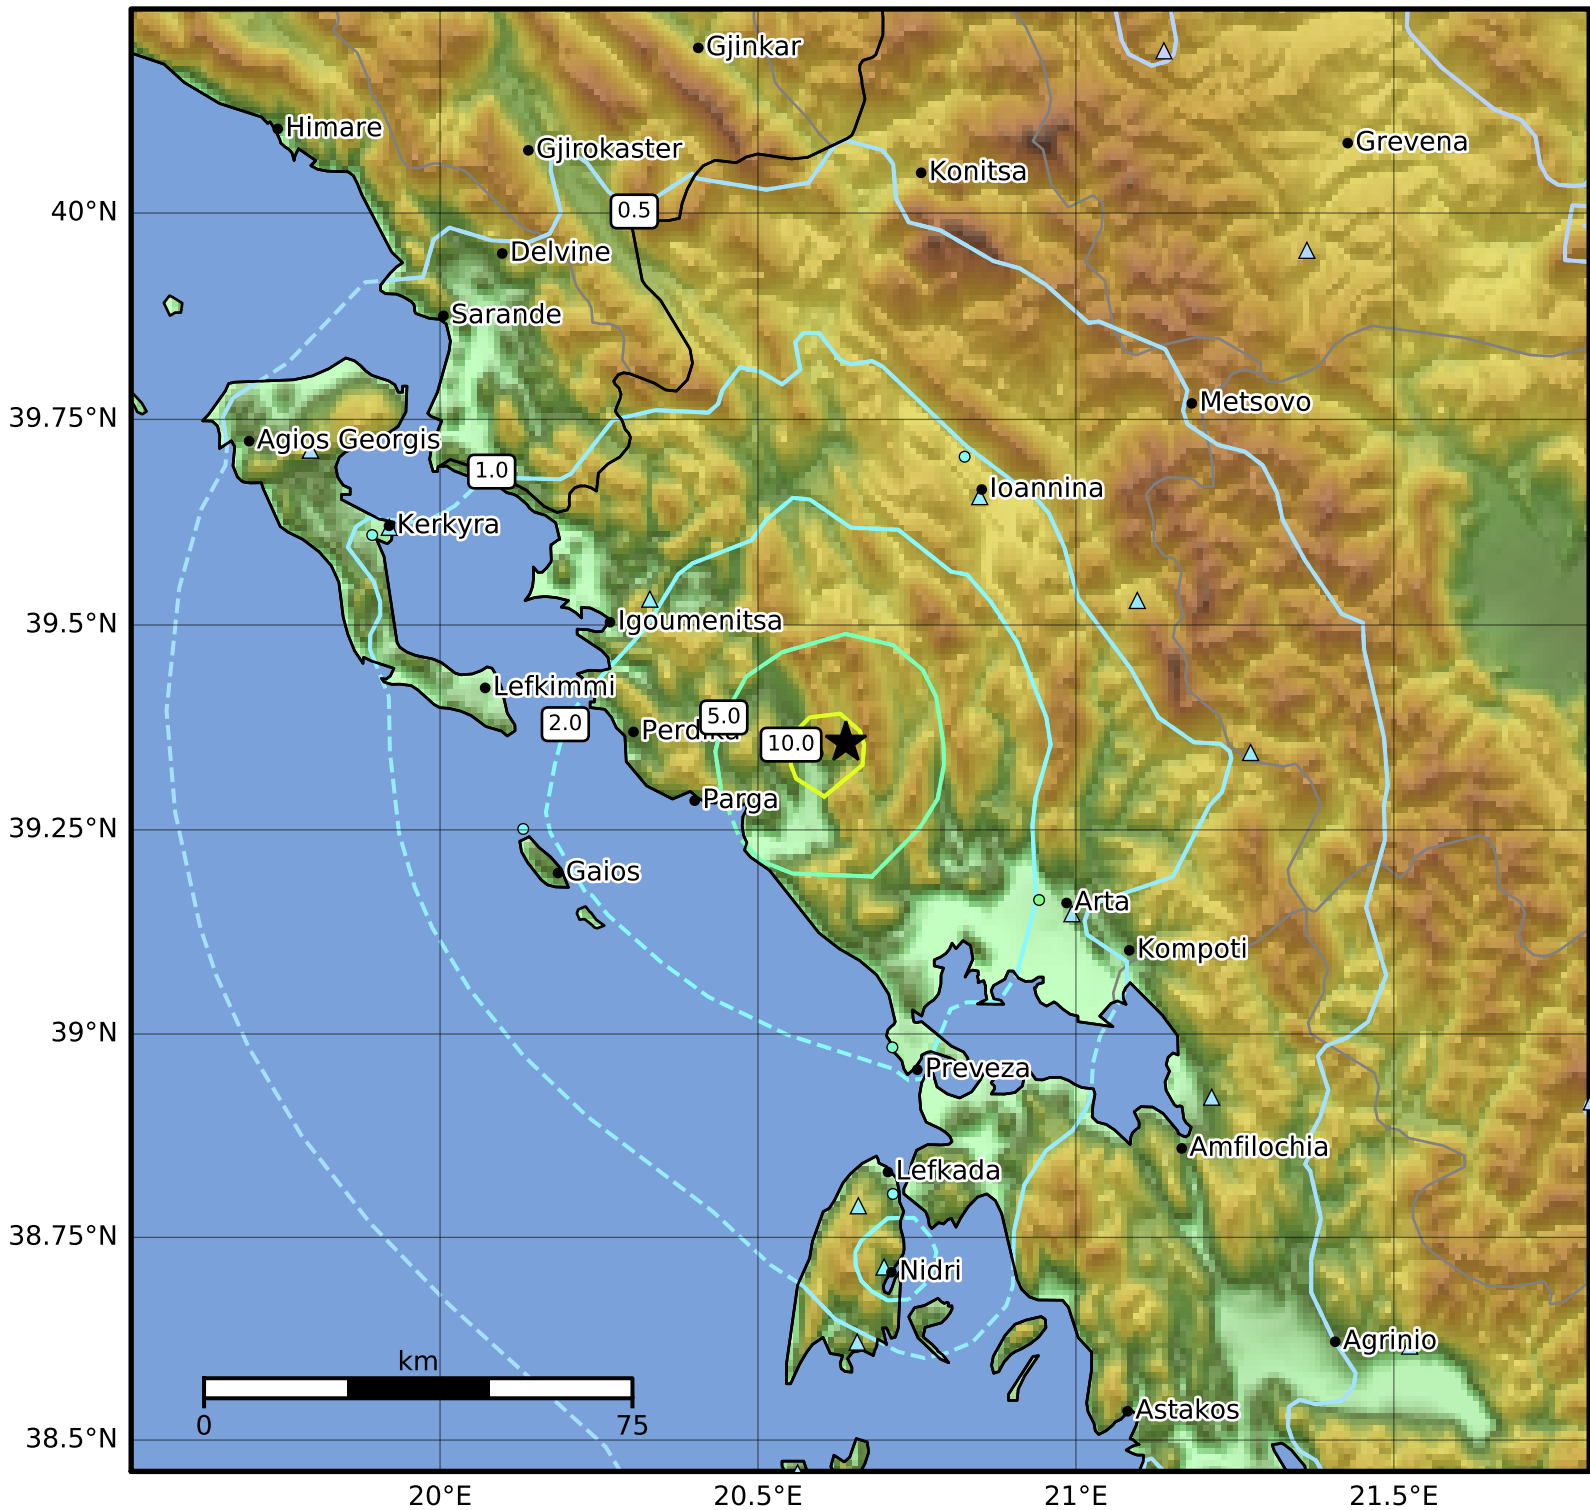 Gjinkar
Himare
Gjirokaster
Grevena
Konitsa
40°N
0.5
Delvine
Sarande
39.75°N
Metsovo
Agios Georgis
1.0
Ioannina
Kerkyra
39.5°N
Igoumenitsa
Lefkimmi
2.0
5.0
Perdika
10.0
Parga
39.25°N
Gaios
Arta
Kompoti
39°N
Preveza
Amfilochia
Lefkada
38.75°N
Nidri
Agrinio
km
0
75
Astakos
38.5°N
20°E
20.5°E
21°E
21.5°E